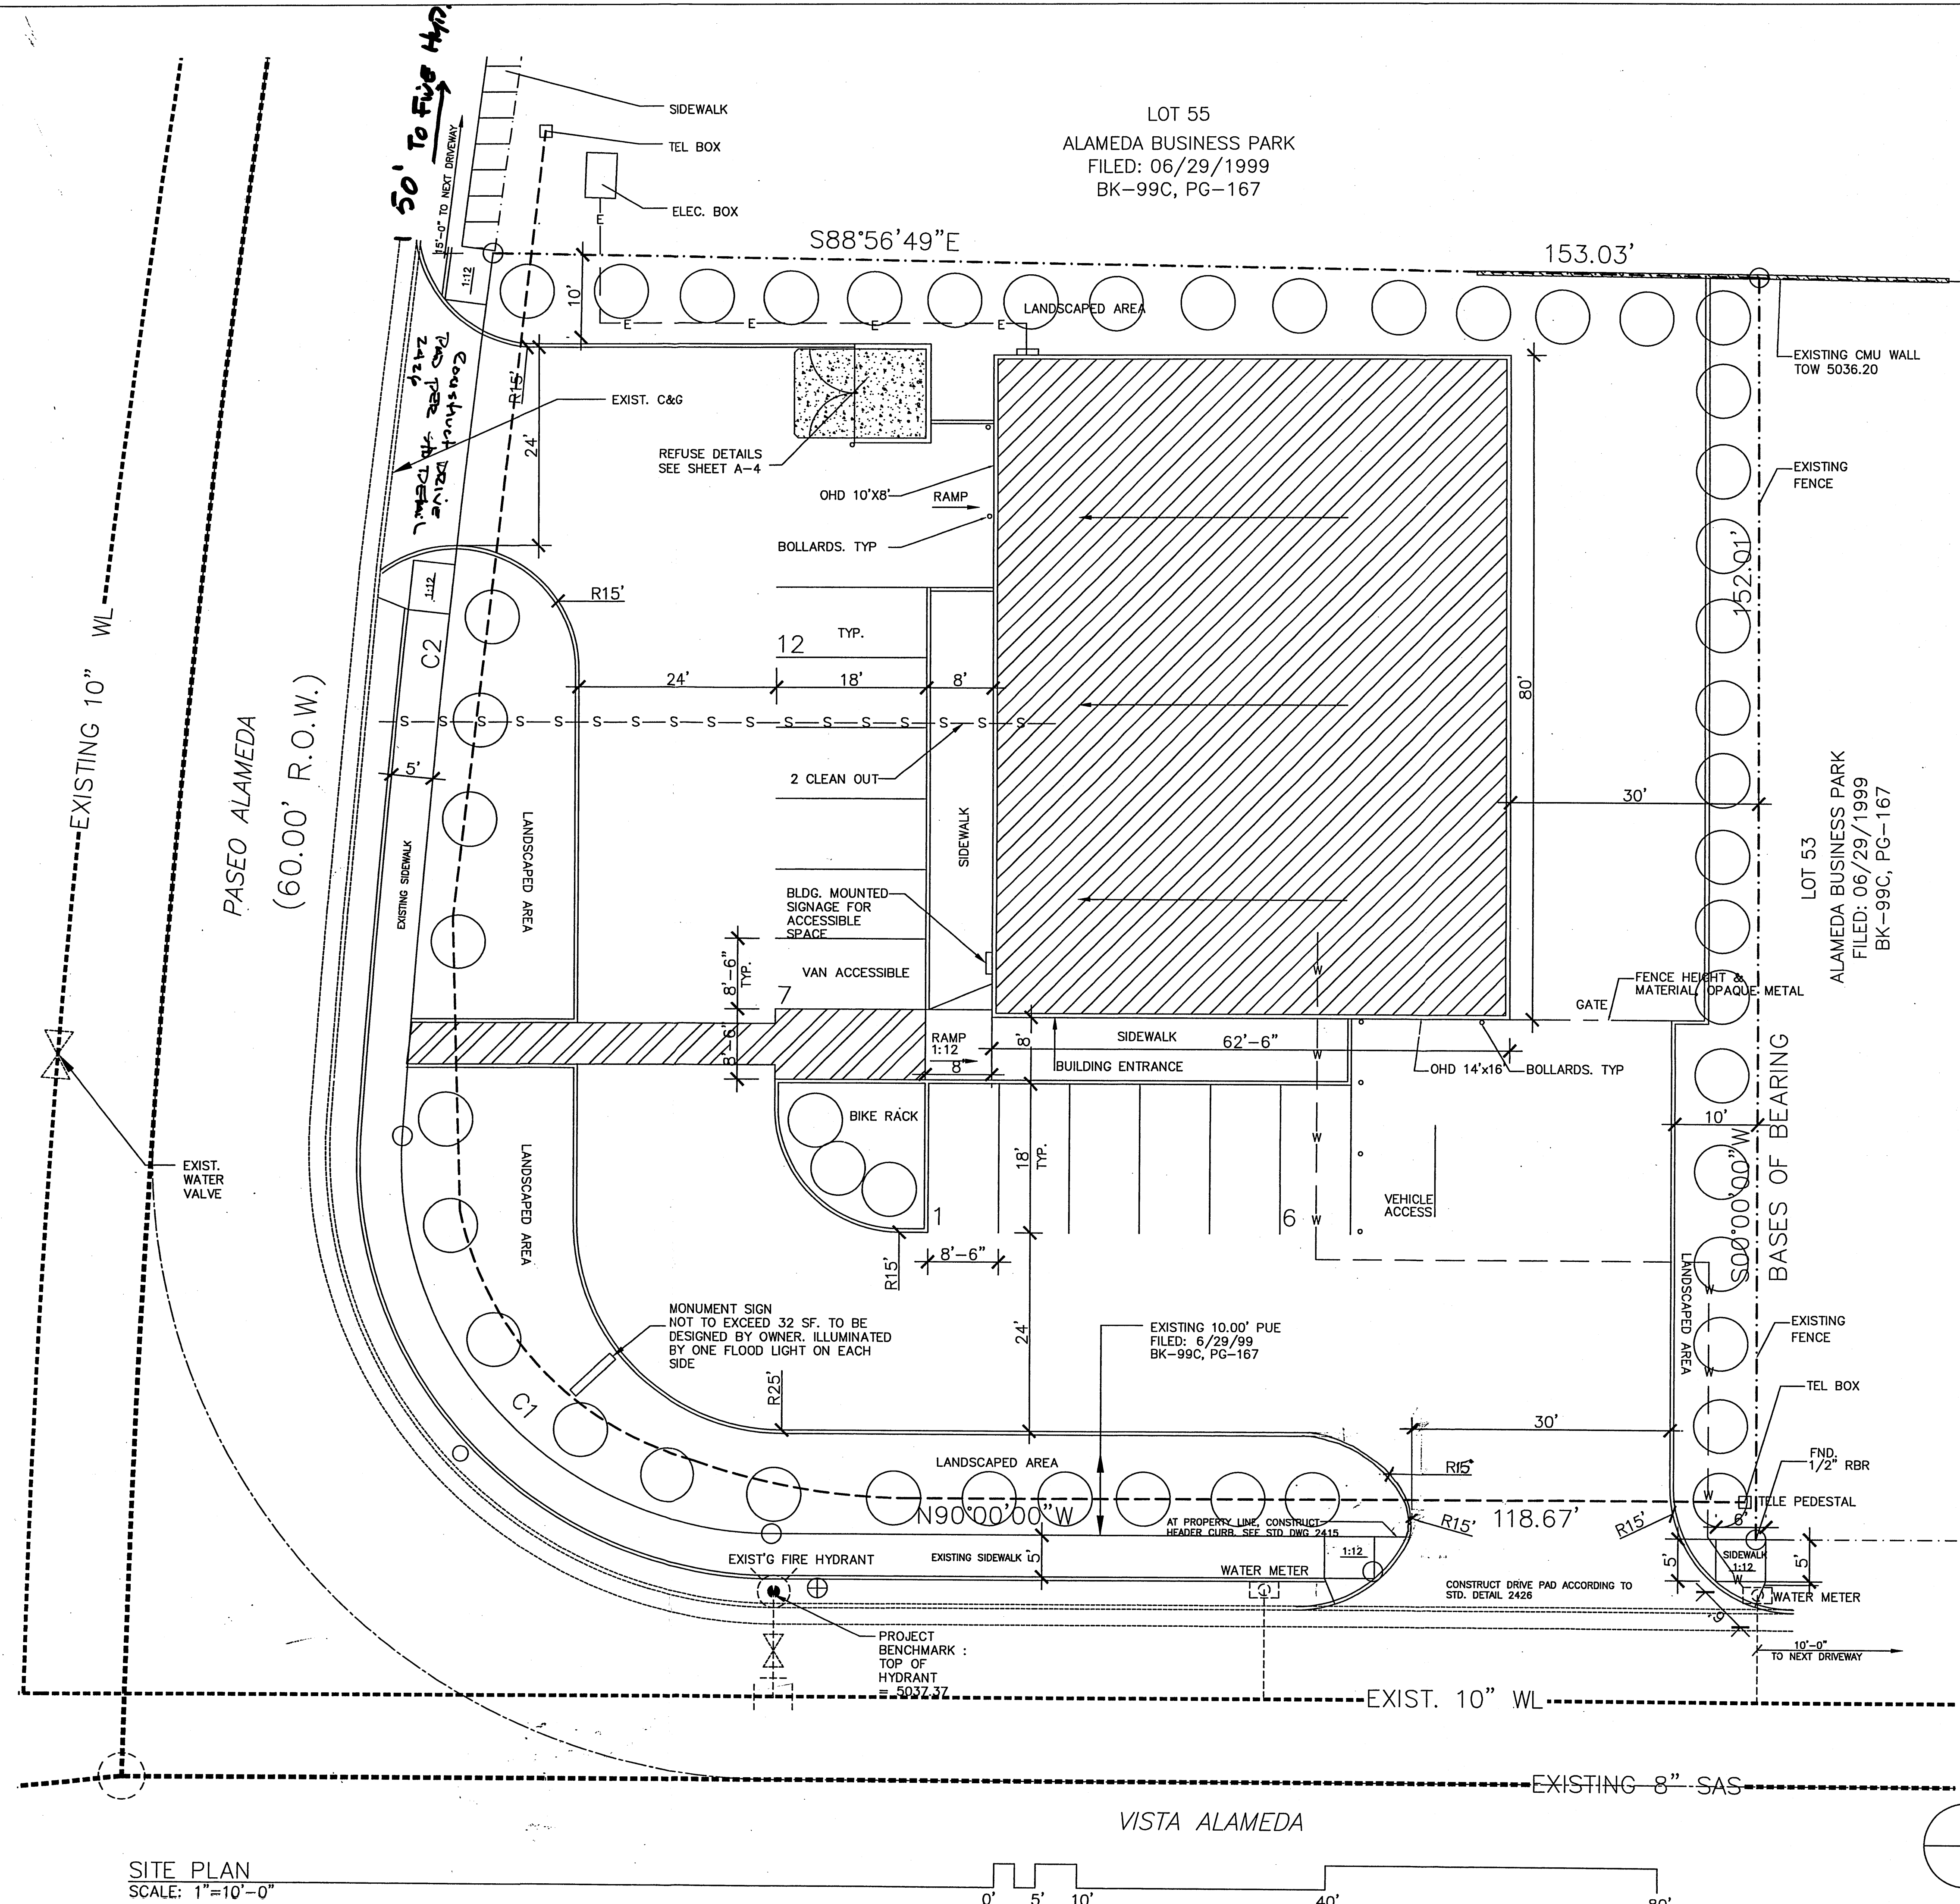 150' To Fire Hyd.
15'-0" TO NEXT DRIVEWAY
SIDEWALK
TEL BOX
ELEC. BOX
E
LOT 55
ALAMEDA BUSINESS PARK
FILED: 06/29/1999
BK-99C, PG-167
S88°56'49"E
153.03'
1:12
10'
E
E
E
E
LANDSCAPED AREA
EXISTING CMU WALL
TOW 5036.20
Construct DRIVE
PAD PER Std DETAIL
2426
R15'
24'
EXIST. C&G
REFUSE DETAILS
SEE SHEET A-4
OHD 10'X8'
RAMP
BOLLARDS. TYP
EXISTING
FENCE
152.01'
1:12
R15'
C2
12
TYP.
24'
18'
8'
80'
EXISTING 10" WL
PASEO ALAMEDA
(60.00' R.O.W.)
S S S S S S S S S S S S S S S S S
5'
2 CLEAN OUT
30'
EXISTING SIDEWALK
LANDSCAPED AREA
SIDEWALK
LOT 53
ALAMEDA BUSINESS PARK
FILED: 06/29/1999
BK-99C, PG-167
BLDG. MOUNTED
SIGNAGE FOR
ACCESSIBLE
SPACE
8'-6"
TYP.
VAN ACCESSIBLE
7
W
FENCE HEIGHT &
MATERIAL, OPAQUE METAL
GATE
8'-6"
RAMP
1:12
8"
8'
SIDEWALK
62'-6"
W
BUILDING ENTRANCE
OHD 14'x16'
BOLLARDS. TYP
BIKE RACK
10'
S00°00'00"W
BASES OF BEARING
EXIST.
WATER
VALVE
LANDSCAPED AREA
18'
TYP.
W
VEHICLE
ACCESS
1
6
W
R15'
8'-6"
LANDSCAPED AREA
W
W
W
MONUMENT SIGN
NOT TO EXCEED 32 SF. TO BE
DESIGNED BY OWNER. ILLUMINATED
BY ONE FLOOD LIGHT ON EACH
SIDE
24'
EXISTING 10.00' PUE
FILED: 6/29/99
BK-99C, PG-167
EXISTING
FENCE
C1
R25'
TEL BOX
30'
FND.
1/2" RBR
LANDSCAPED AREA
R15'
TELE PEDESTAL
N90°00'00"W
AT PROPERTY LINE, CONSTRUCT
HEADER CURB. SEE STD DWG 2415
R15'
118.67'
R15'
6'
EXIST'G FIRE HYDRANT
EXISTING SIDEWALK
5'
WATER METER
1:12
5'
SIDEWALK
1:12
W
5'
CONSTRUCT DRIVE PAD ACCORDING TO
STD. DETAIL 2426
WATER METER
6'
PROJECT
BENCHMARK :
TOP OF
HYDRANT
= 5037.37
10'-0"
TO NEXT DRIVEWAY
EXIST. 10" WL
EXISTING 8" SAS
VISTA ALAMEDA
SITE PLAN
SCALE: 1"=10'-0"
0' 5' 10' 40' 80'